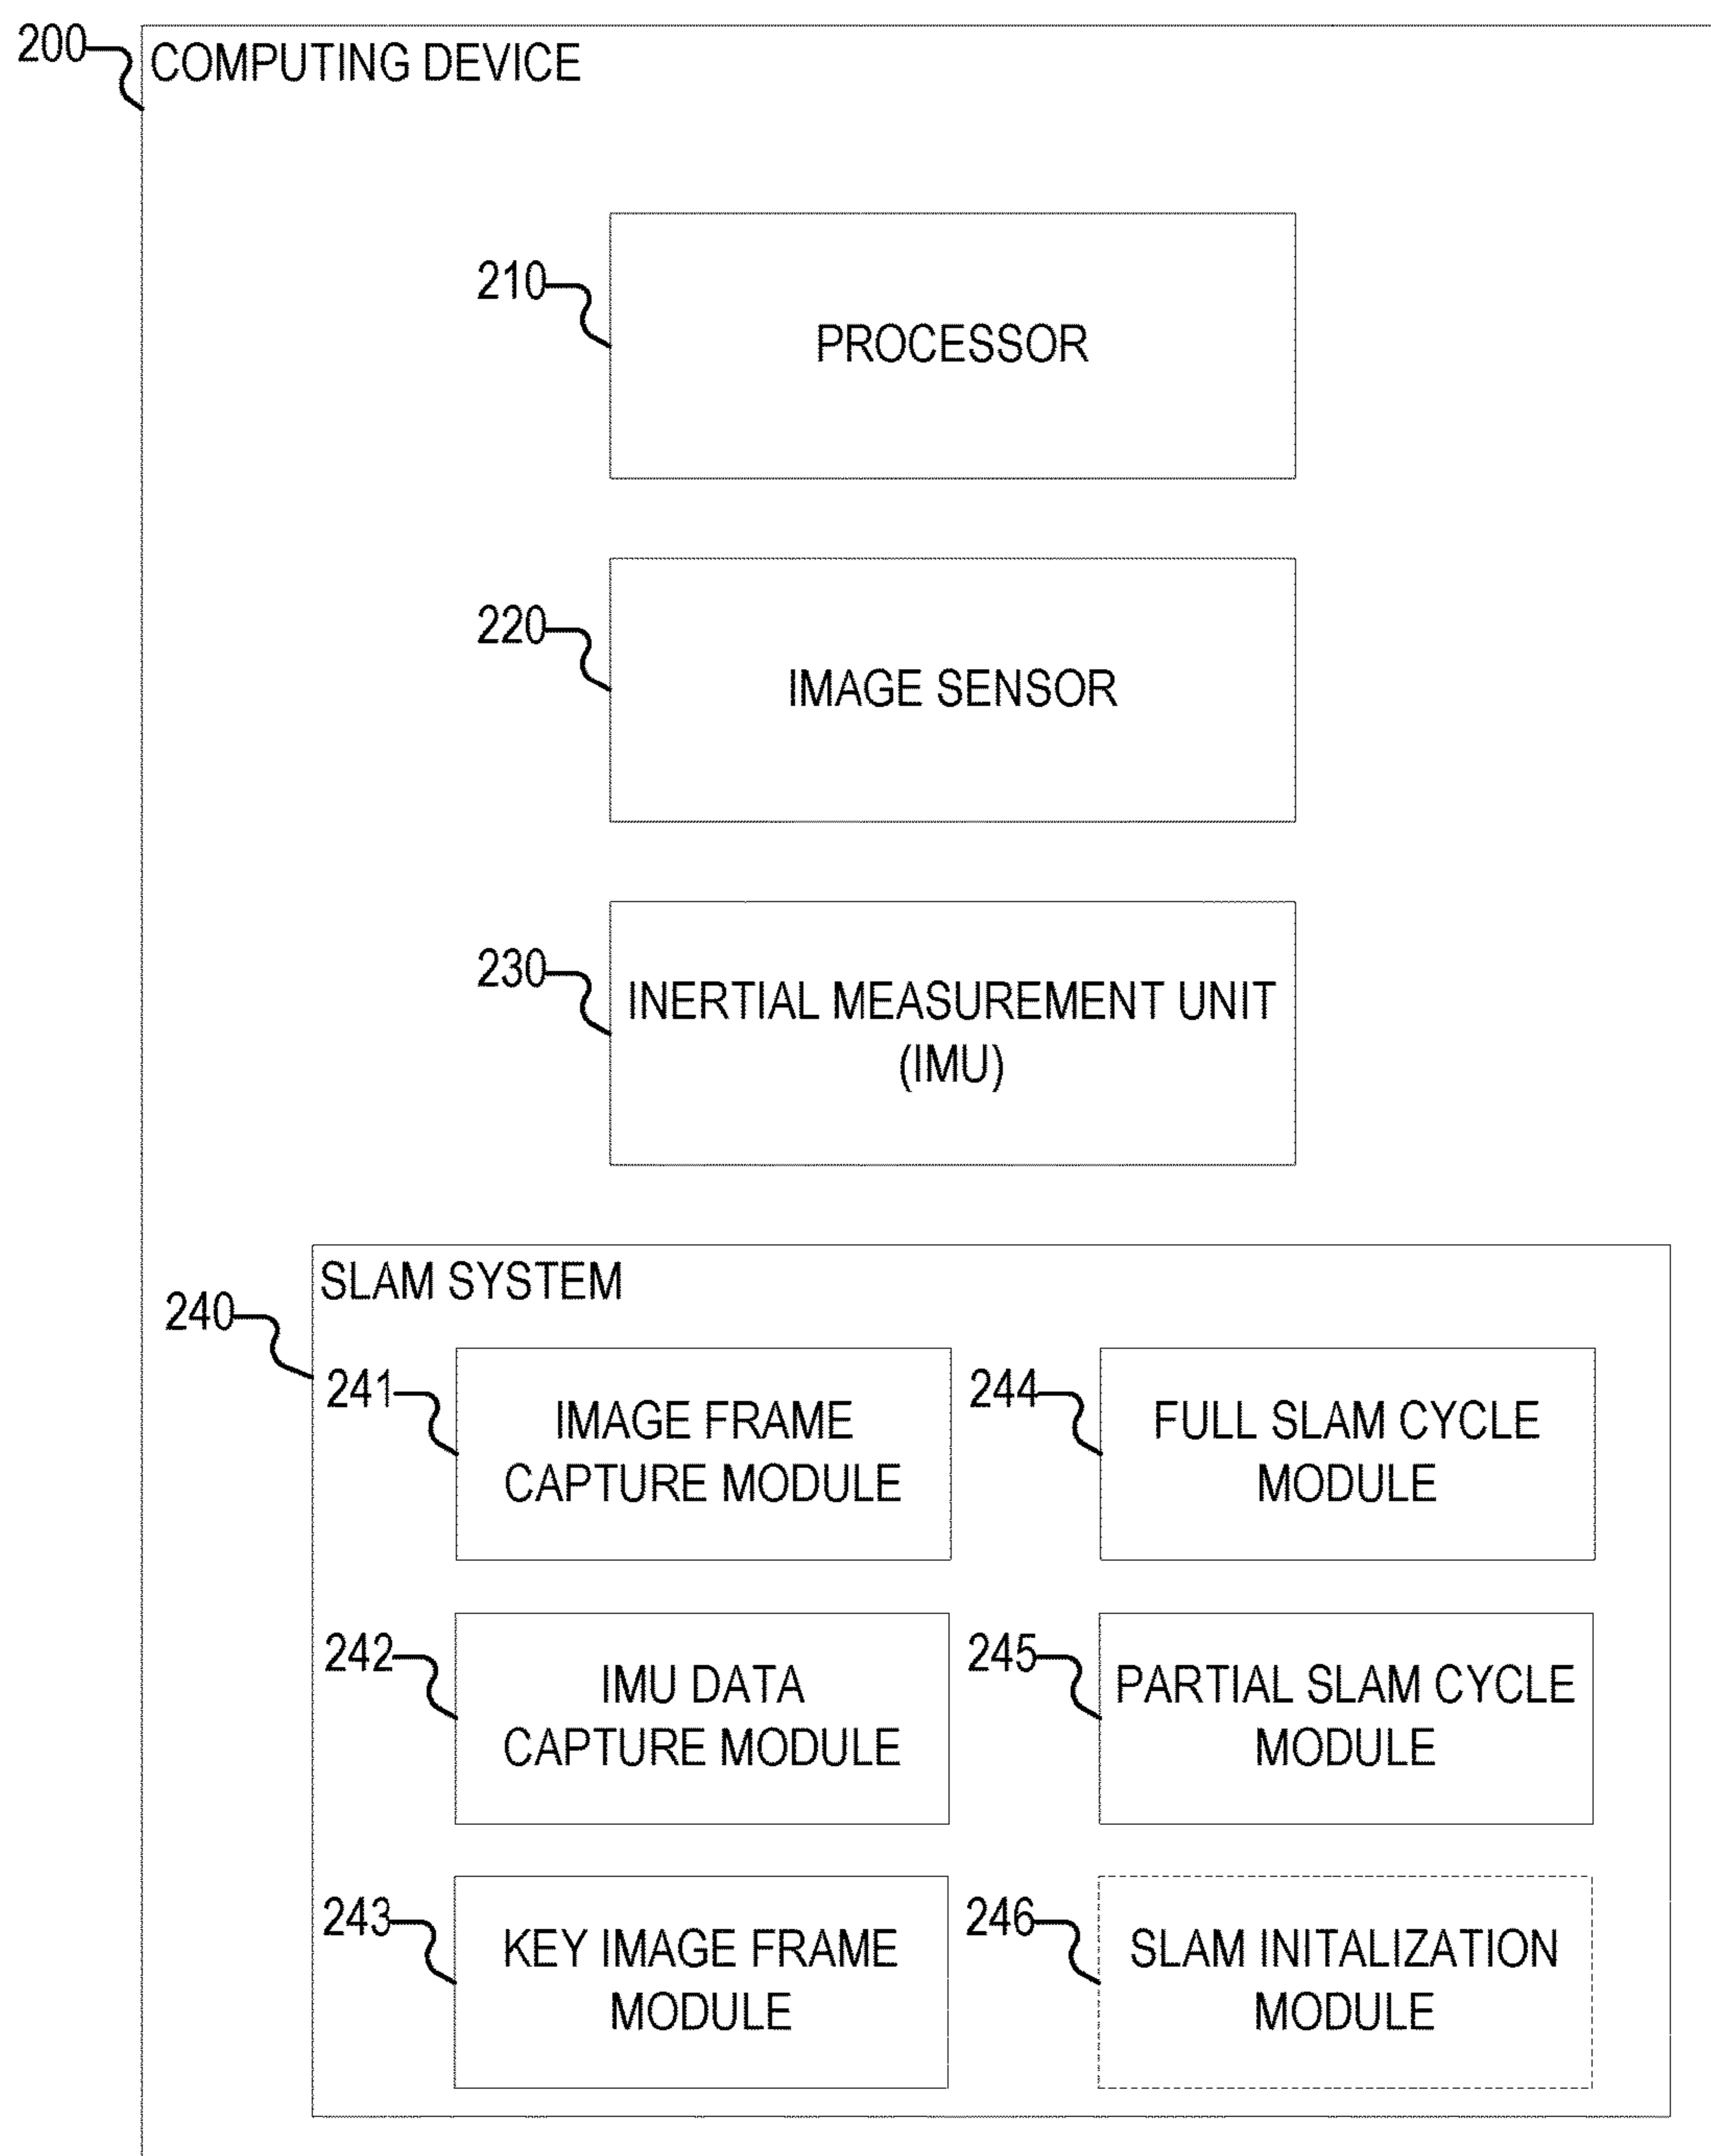 200
COMPUTING DEVICE
210
PROCESSOR
220
IMAGE SENSOR
230
INERTIAL MEASUREMENT UNIT
(IMU)
240
SLAM SYSTEM
241
IMAGE FRAME
CAPTURE MODULE
244
FULL SLAM CYCLE
MODULE
242
IMU DATA
CAPTURE MODULE
245
PARTIAL SLAM CYCLE
MODULE
243
KEY IMAGE FRAME
MODULE
246
SLAM INITALIZATION
MODULE